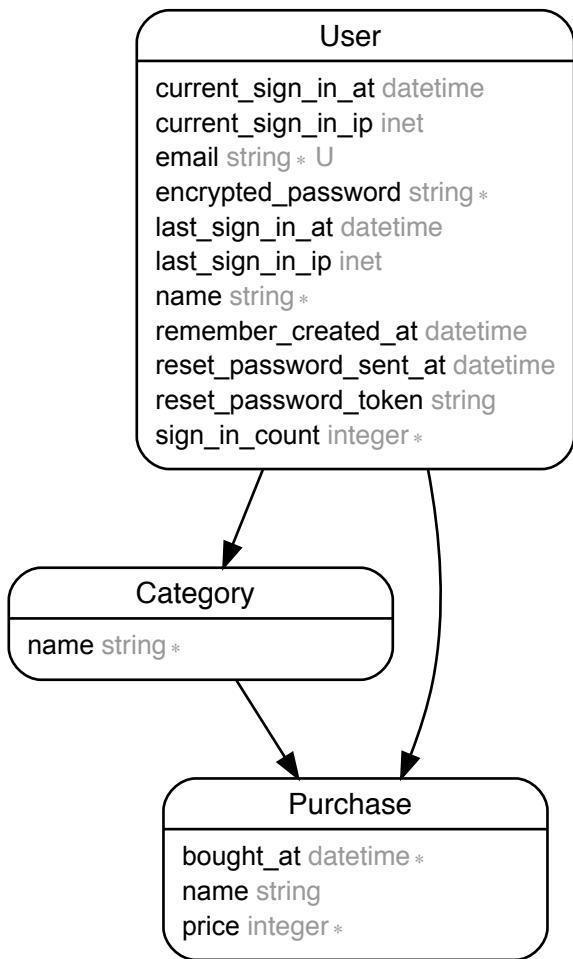 User
current_sign_in_at datetime
current_sign_in_ip inet
email string * U
encrypted_password string *
last_sign_in_at datetime
last_sign_in_ip inet
name string *
remember_created_at datetime
reset_password_sent_at datetime
reset_password_token string
sign_in_count integer *
Category
name string *
Purchase
bought_at datetime *
name string
price integer *